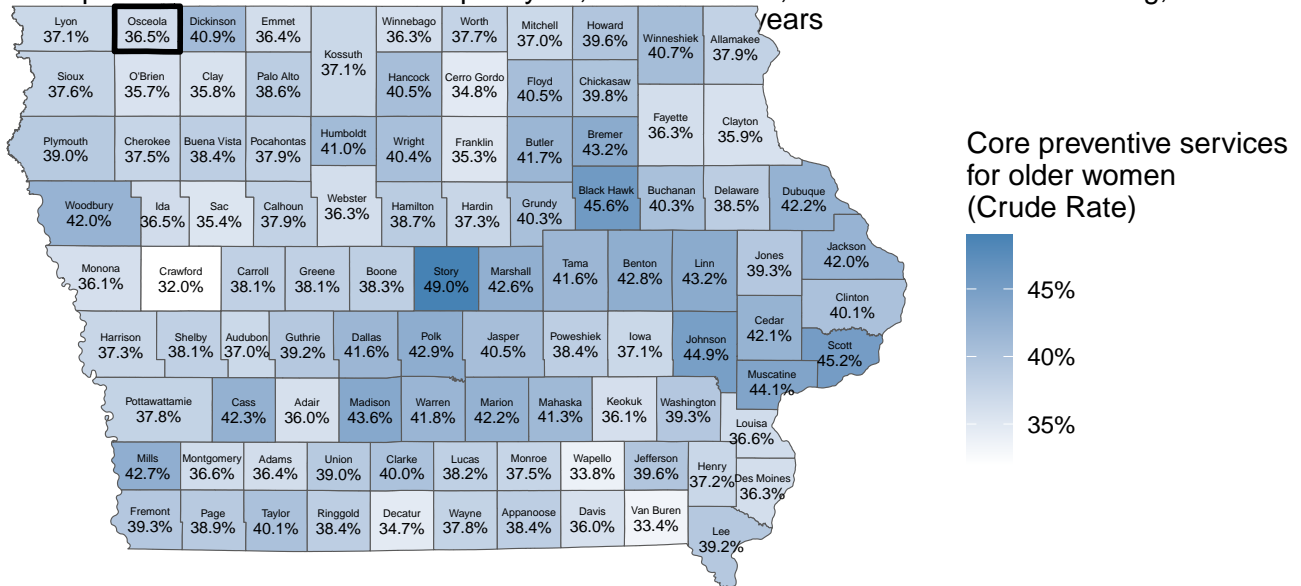 years
Lyon Osceola Dickinson Emmet Winnebago Worth Mitchell Howard Winneshiek Allamakee
37.1% 36.5% 40.9% 36.4% 36.3% 37.7% 37.0% 39.6% 40.7% 37.9%
Kossuth
37.1%
Sioux O'Brien Clay Palo Alto Hancock Cerro Gordo Floyd Chickasaw
37.6% 35.7% 35.8% 38.6% 40.5% 34.8% 40.5% 39.8%
Fayette Clayton
36.3% 35.9%
Plymouth Cherokee Buena Vista Pocahontas Humboldt Wright Franklin Butler Bremer
39.0% 37.5% 38.4% 37.9% 41.0% 40.4% 35.3% 41.7% 43.2%
Woodbury Ida Sac Calhoun Webster Hamilton Hardin Grundy Black Hawk Buchanan Delaware Dubuque
42.0% 36.5% 35.4% 37.9% 36.3% 38.7% 37.3% 40.3% 45.6% 40.3% 38.5% 42.2%
Monona Crawford Carroll Greene Boone Story Marshall Tama Benton Linn Jones Jackson
36.1% 32.0% 38.1% 38.1% 38.3% 49.0% 42.6% 41.6% 42.8% 43.2% 39.3% 42.0%
Clinton
40.1%
Harrison Shelby Audubon Guthrie Dallas Polk Jasper Poweshiek Iowa Johnson Cedar Scott
37.3% 38.1% 37.0% 39.2% 41.6% 42.9% 40.5% 38.4% 37.1% 44.9% 42.1% 45.2%
Muscatine
44.1%
Pottawattamie Cass Adair Madison Warren Marion Mahaska Keokuk Washington
37.8% 42.3% 36.0% 43.6% 41.8% 42.2% 41.3% 36.1% 39.3%
Louisa
36.6%
Mills Montgomery Adams Union Clarke Lucas Monroe Wapello Jefferson Henry Des Moines
42.7% 36.6% 36.4% 39.0% 40.0% 38.2% 37.5% 33.8% 39.6% 37.2% 36.3%
Fremont Page Taylor Ringgold Decatur Wayne Appanoose Davis Van Buren Lee
39.3% 38.9% 40.1% 38.4% 34.7% 37.8% 38.4% 36.0% 33.4% 39.2%
Core preventive services
for older women
(Crude Rate)
45%
40%
35%